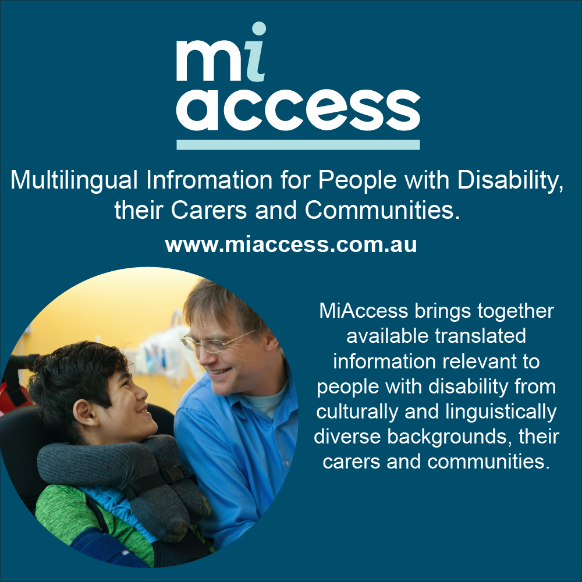 mi
access
Multilingual Infromation for People with Disability,
their Carers and Communities.
www.miaccess.com.au
MiAccess brings together
available translated
information relevant to
people with disability from
culturally and linguistically
diverse backgrounds, their
carers and communities.